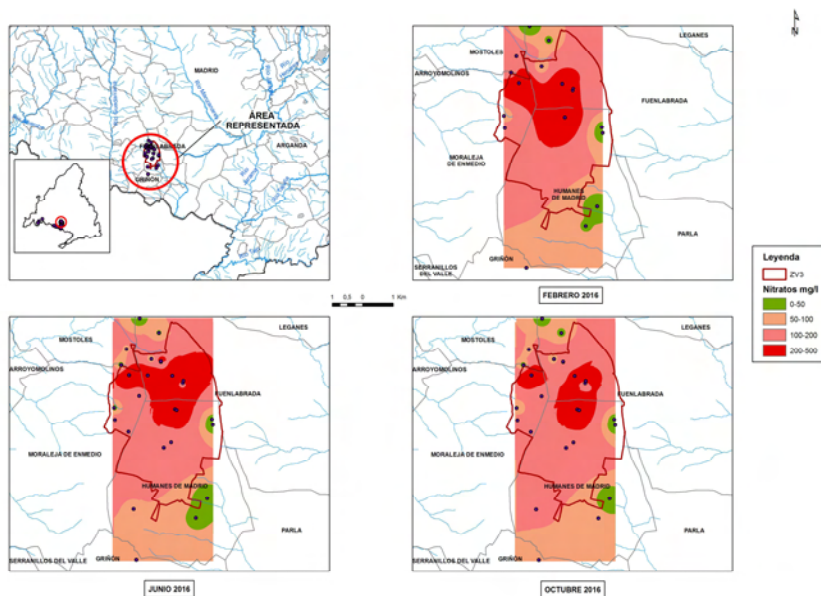 MADRID
ÁREA
REPRESENTADA
FUENLABRADA
ARGANDA
GRIÑÓN
LEGANES
MOSTOLES
ARROYOMOLINOS
FUENLABRADA
MORALEJA
DE ENMEDIO
HUMANES
DE MADRID
PARLA
GRIÑÓN
SERRANILLOS
DEL VALLE
FEBRERO 2016
N
Leyenda
ZV3
Nitratos mg/l
0-50
50-100
100-200
200-500
1 0,5 0 1 Km
LEGANES
MOSTOLES
ARROYOMOLINOS
FUENLABRADA
MORALEJA DE ENMEDIO
HUMANES DE MADRID
PARLA
GRIÑÓN
SERRANILLOS DEL VALLE
JUNIO 2016
LEGANES
MOSTOLES
ARROYOMOLINOS
FUENLABRADA
MORALEJA DE ENMEDIO
HUMANES DE MADRID
PARLA
GRIÑÓN
SERRANILLOS DEL VALLE
OCTUBRE 2016